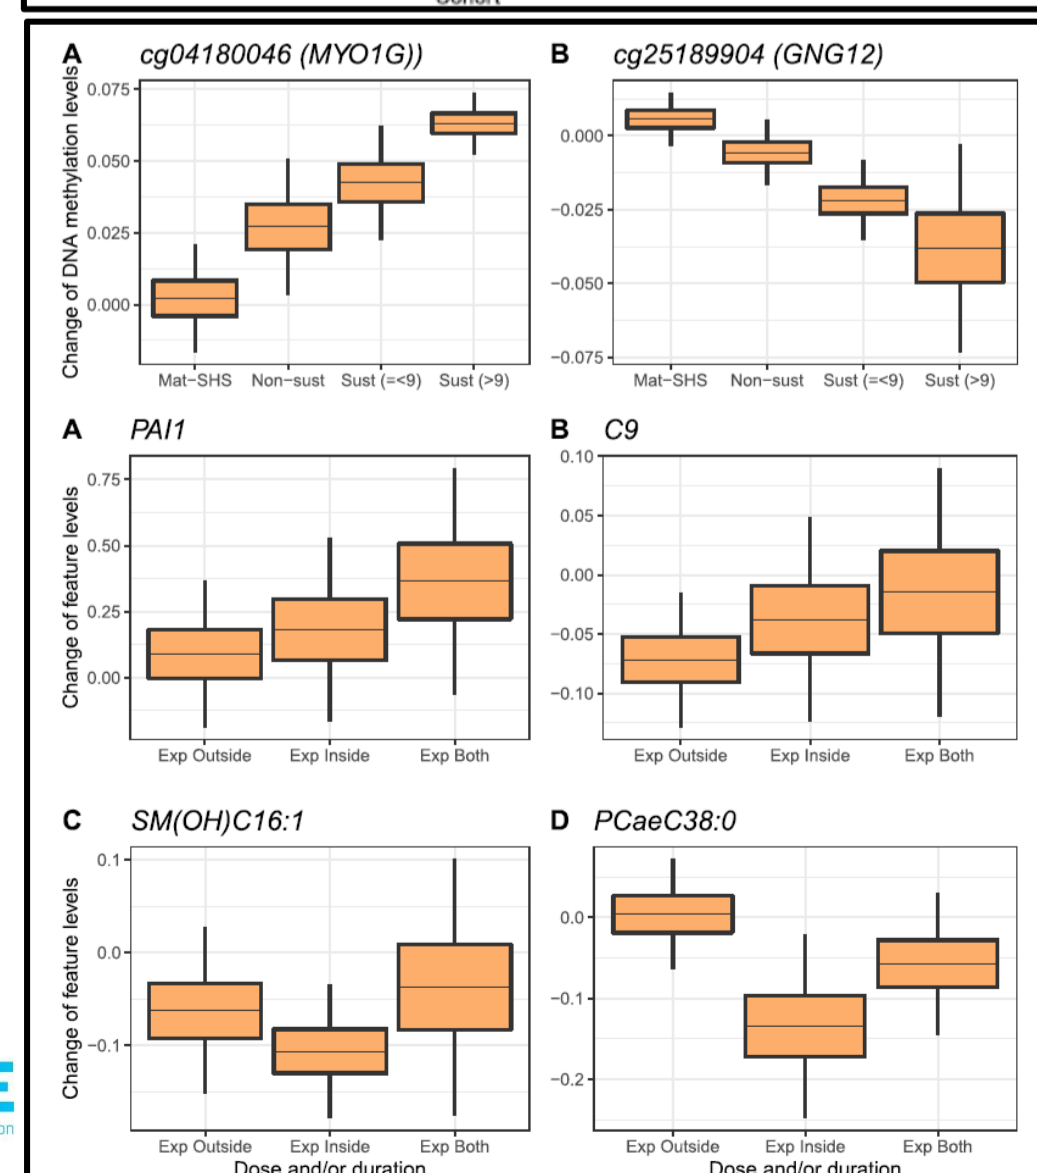 Cohort
A cg04180046 (MYO1G))
Change of DNA methylation levels
0.075
0.050
0.025
0.000
Mat−SHS Non−sust Sust (=<9) Sust (>9)
B cg25189904 (GNG12)
0.000
−0.025
−0.050
−0.075
Mat−SHS Non−sust Sust (=<9) Sust (>9)
A PAI1
Change of feature levels
0.75
0.50
0.25
0.00
Exp Outside Exp Inside Exp Both
B C9
0.10
0.05
0.00
−0.05
−0.10
Exp Outside Exp Inside Exp Both
C SM(OH)C16:1
Change of feature levels
0.1
0.0
−0.1
Exp Outside Exp Inside Exp Both
Dose and/or duration
D PCaeC38:0
0.0
−0.1
−0.2
Exp Outside Exp Inside Exp Both
Dose and/or duration
on